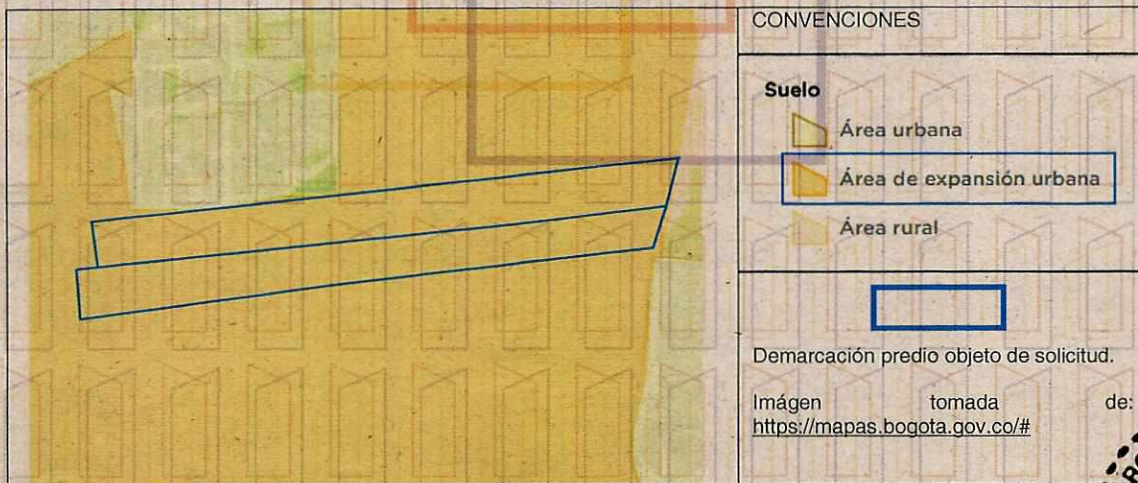 CONVENCIONES
Suelo
Área urbana
Área de expansión urbana
Área rural
Demarcación predio objeto de solicitud.
Imágen tomada de:
https://mapas.bogota.gov.co/#